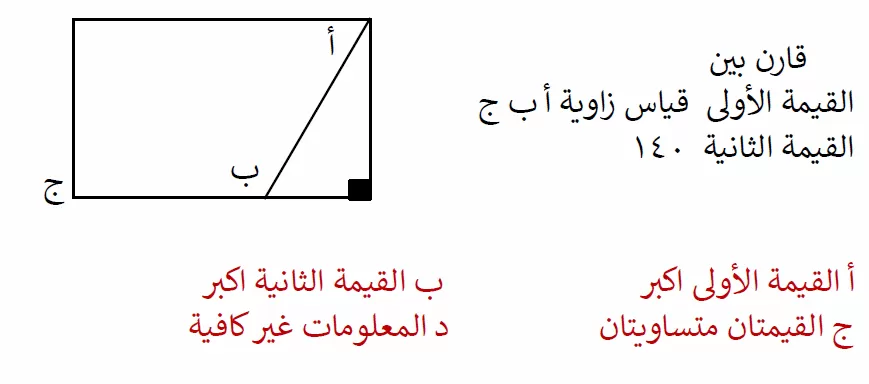 قارن بين
القيمة الأولى قياس زاوية أ ب ج
القيمة الثانية ١٤٠
أ
ب
ج
أ القيمة الأولى اكبر
ب القيمة الثانية اكبر
ج القيمتان متساويتان
د المعلومات غير كافية